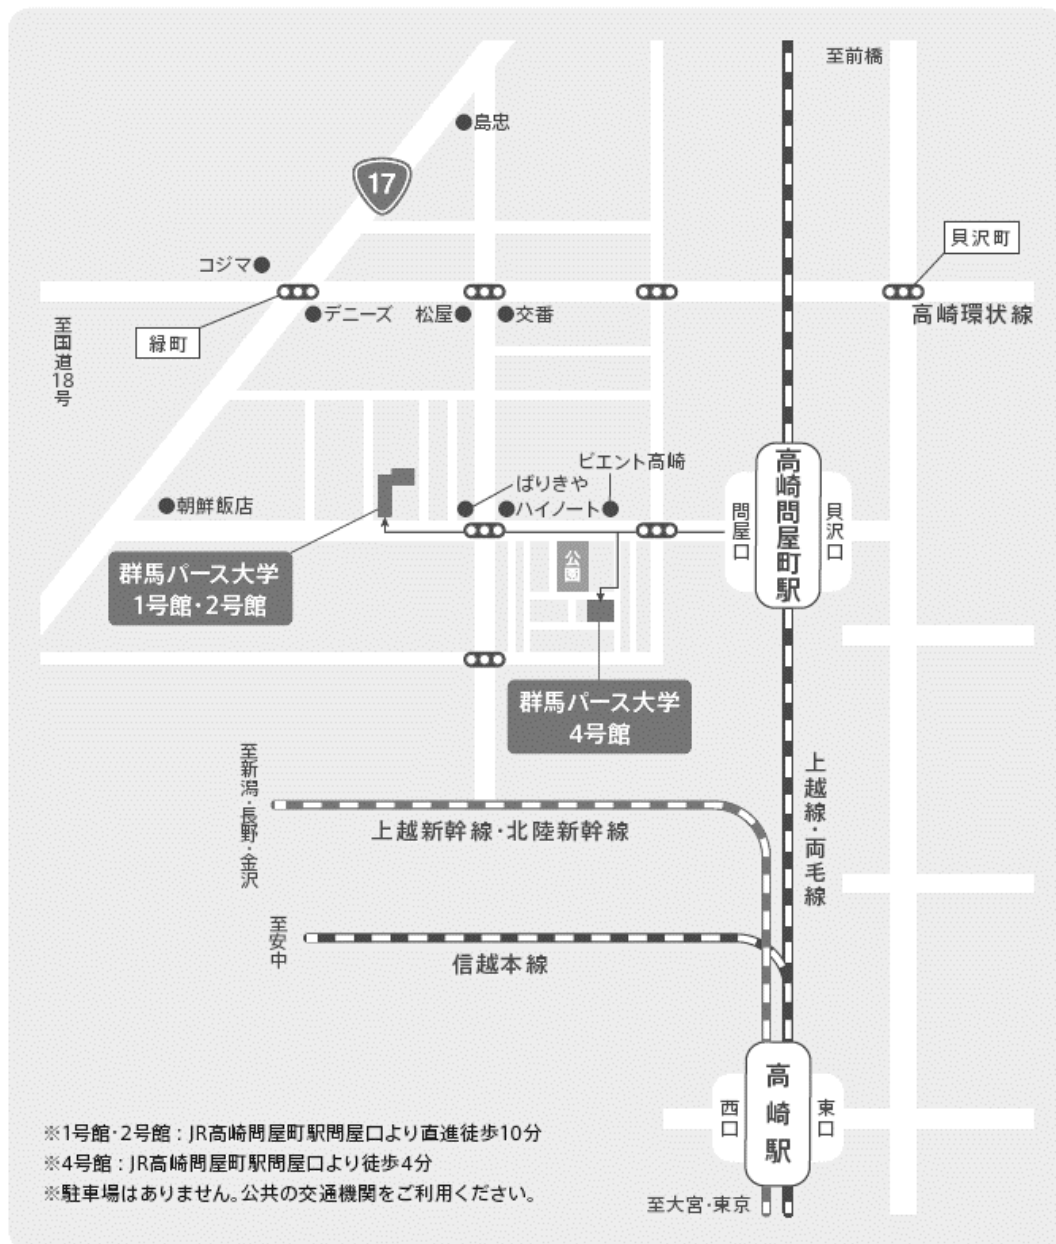 至前橋
島忠
17
貝沢町
コジマ
高崎環状線
デニーズ
松屋
交番
緑町
至国道18号
ビエント高崎
ばりきや
ハイノート
朝鮮飯店
高崎問屋町駅
問屋口
貝沢口
公園
群馬パース大学
1号館・2号館
群馬パース大学
4号館
至新潟・長野・金沢
上越新幹線・北陸新幹線
上越線・両毛線
至安中
信越本線
高崎駅
西口
東口
※1号館・2号館：JR高崎問屋町駅問屋口より直進徒歩10分
※4号館：JR高崎問屋町駅問屋口より徒歩4分
※駐車場はありません。公共の交通機関をご利用ください。
至大宮・東京